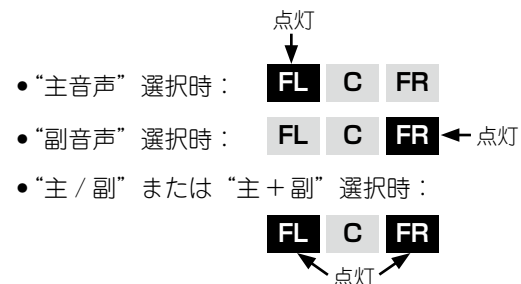 点灯
•“主音声”選択時： FL C FR
•“副音声”選択時： FL C FR 点灯
•“主 / 副”または“主＋副”選択時：
FL C FR
点灯